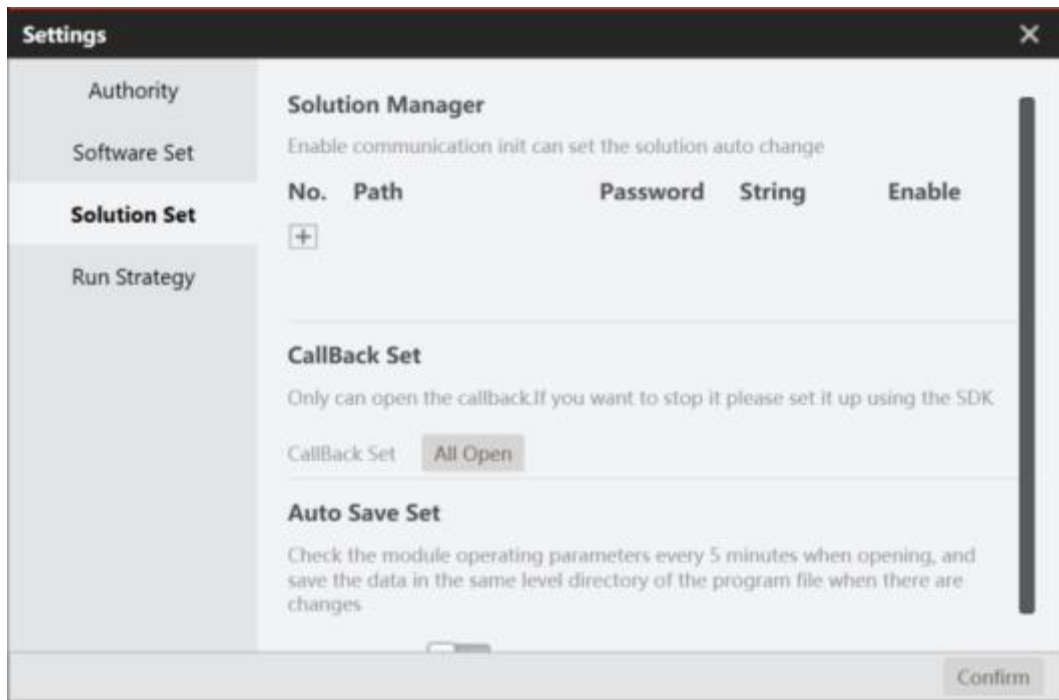 Settings
Authority
Software Set
Solution Set
Run Strategy
Solution Manager
Enable communication init can set the solution auto change
No. Path Password String Enable
CallBack Set
Only can open the callback.If you want to stop it please set it up using the SDK
CallBack Set All Open
Auto Save Set
Check the module operating parameters every 5 minutes when opening, and
save the data in the same level directory of the program file when there are
changes
Confirm